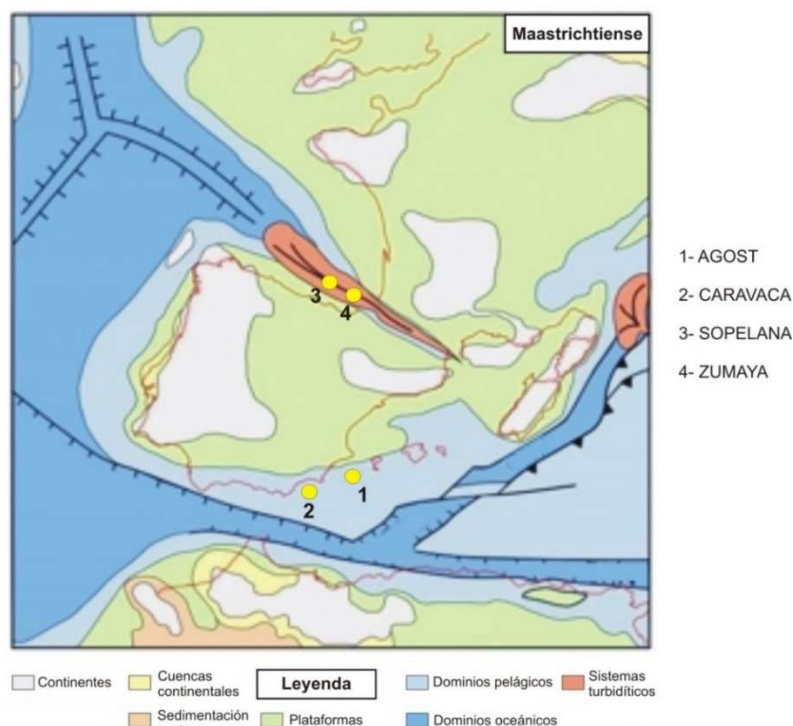 Maastrichtiense
1- AGOST
2- CARAVACA
3- SOPELANA
4- ZUMAYA
3
4
1
2
Continentes
Cuencas
continentales
Leyenda
Dominios pelágicos
Sistemas
turbidíticos
Sedimentación
Plataformas
Dominios oceánicos